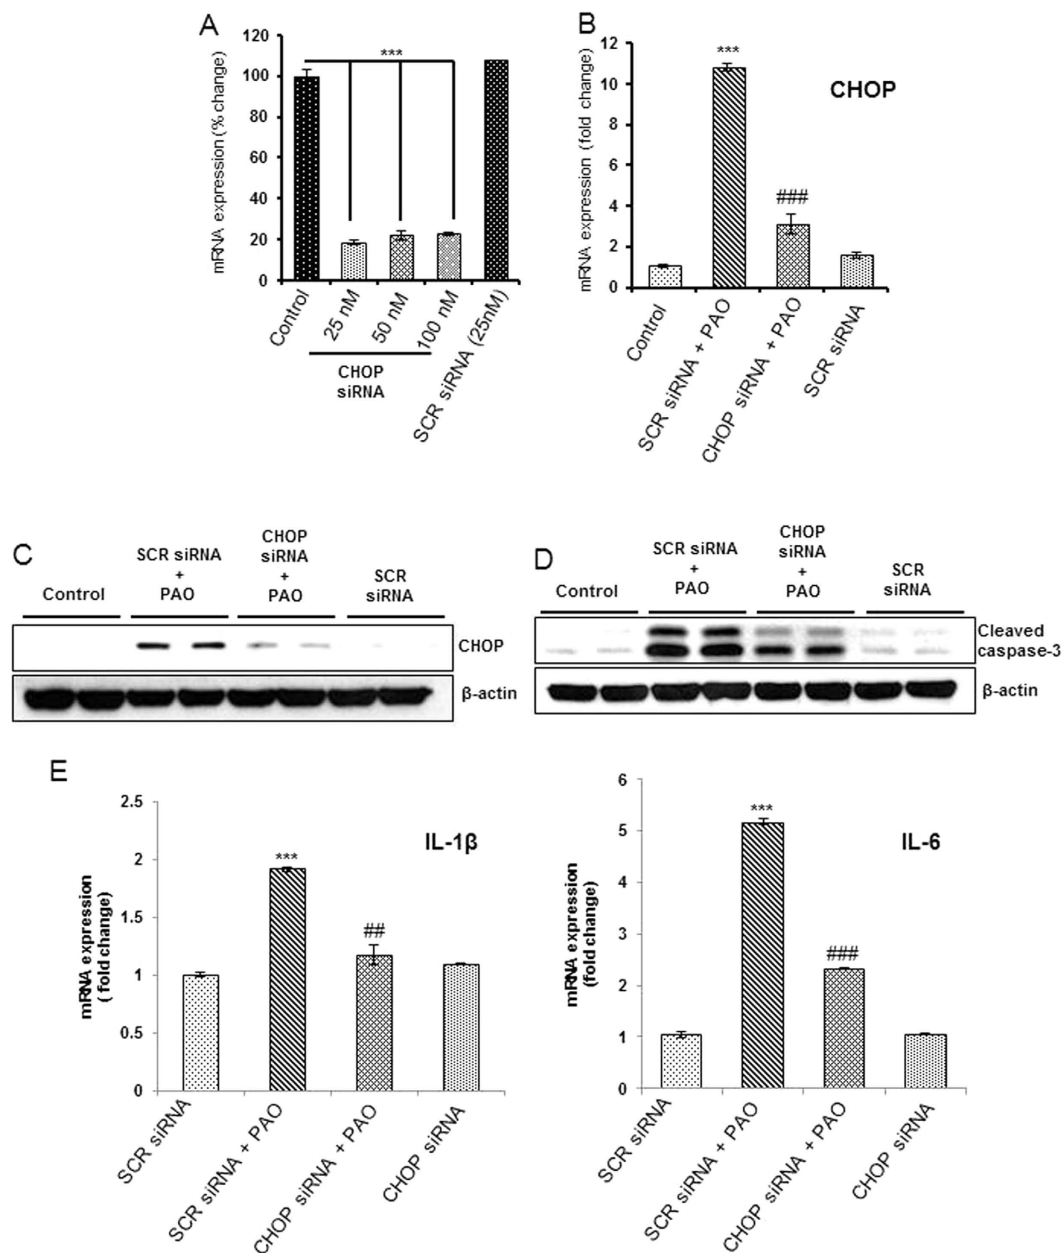 A
mRNA expression (% change)
120
100
80
60
40
20
0
***
Control
25 nM
50 nM
100 nM
SCR siRNA (25nM)
CHOP
siRNA
B
mRNA expression (fold change)
12
10
8
6
4
2
0
***
###
CHOP
Control
SCR siRNA + PAO
CHOP siRNA + PAO
SCR siRNA
C
Control
SCR siRNA
+
PAO
CHOP
siRNA
+
PAO
SCR
siRNA
CHOP
β-actin
D
Control
SCR siRNA
+
PAO
CHOP
siRNA
+
PAO
SCR
siRNA
Cleaved
caspase-3
β-actin
E
mRNA expression
( fold change)
2.5
2
1.5
1
0.5
0
***
##
IL-1β
SCR siRNA
SCR siRNA + PAO
CHOP siRNA + PAO
CHOP siRNA
mRNA expression
(fold change)
6
5
4
3
2
1
0
***
###
IL-6
SCR siRNA
SCR siRNA + PAO
CHOP siRNA + PAO
CHOP siRNA